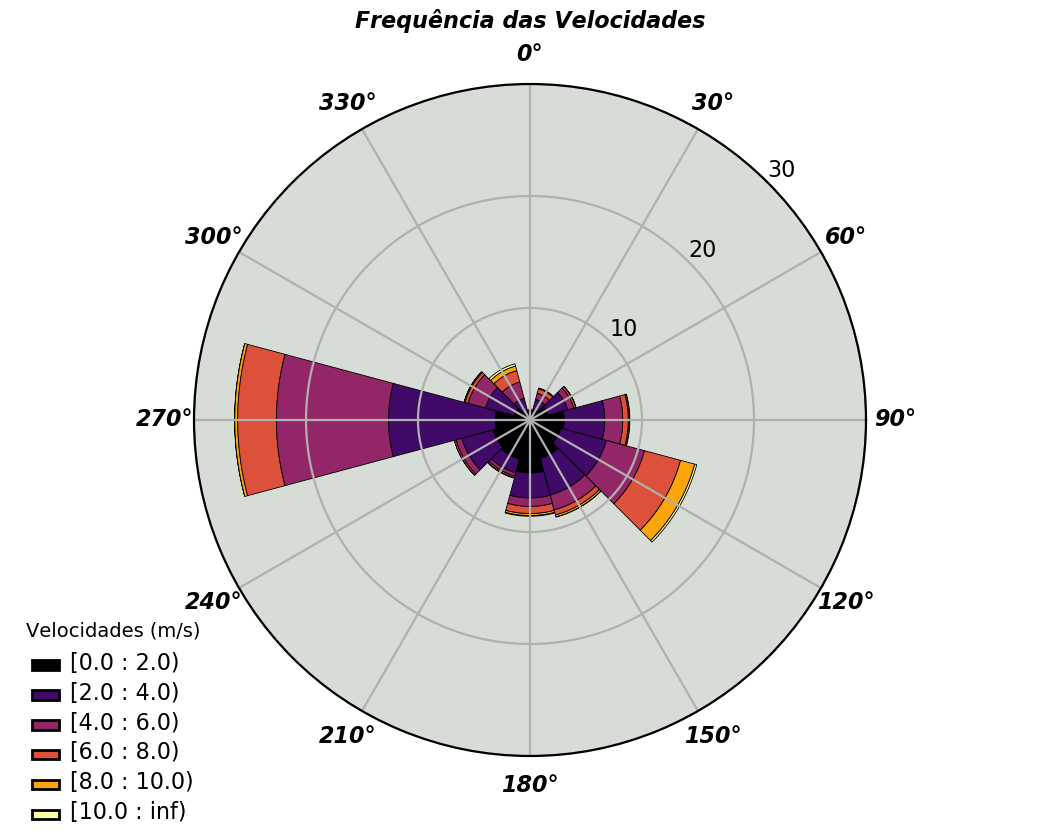 Frequência das Velocidades
0°
330°
30°
30
300°
60°
20
10
270°
90°
240°
120°
210°
150°
180°
Velocidades (m/s)
[0.0 : 2.0)
[2.0 : 4.0)
[4.0 : 6.0)
[6.0 : 8.0)
[8.0 : 10.0)
[10.0 : inf)